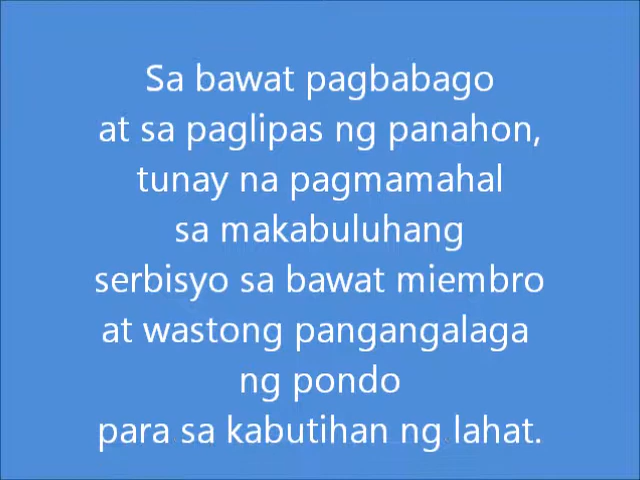 Sa bawat pagbabago
at sa paglipas ng panahon,
tunay na pagmamahal
sa makabuluhang
serbisyo sa bawat miembro
at wastong pangangalaga
ng pondo
para sa kabutihan ng lahat.